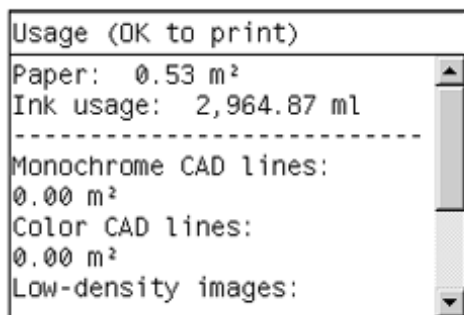 Usage (OK to print)
Paper:  0.53 m²
Ink usage:  2,964.87 ml
----------------------------
Monochrome CAD lines:
0.00 m²
Color CAD lines:
0.00 m²
Low-density images: